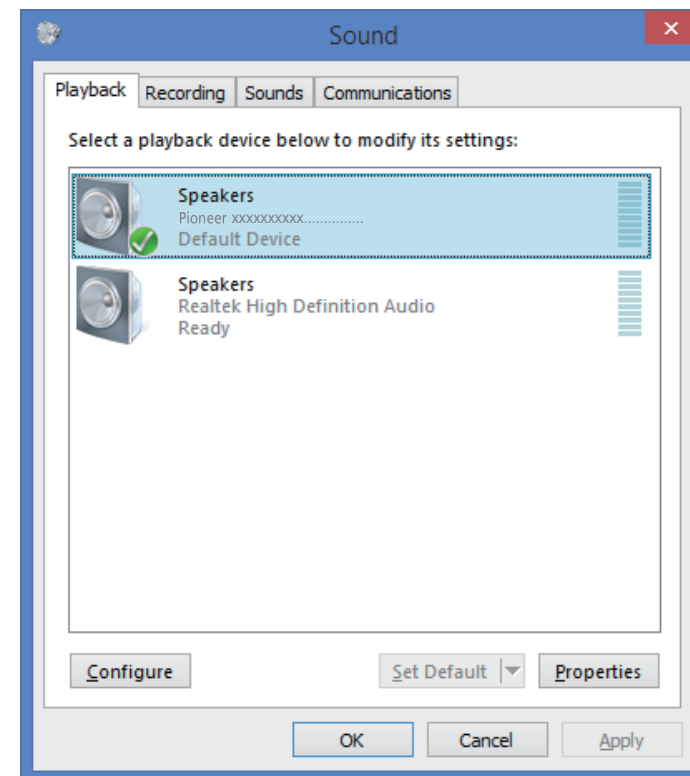 Sound
Playback Recording Sounds Communications
Select a playback device below to modify its settings:
Speakers
Pioneer xxxxxxxxxx...............
Default Device
Speakers
Realtek High Definition Audio
Ready
Configure Set Default Properties
OK Cancel Apply